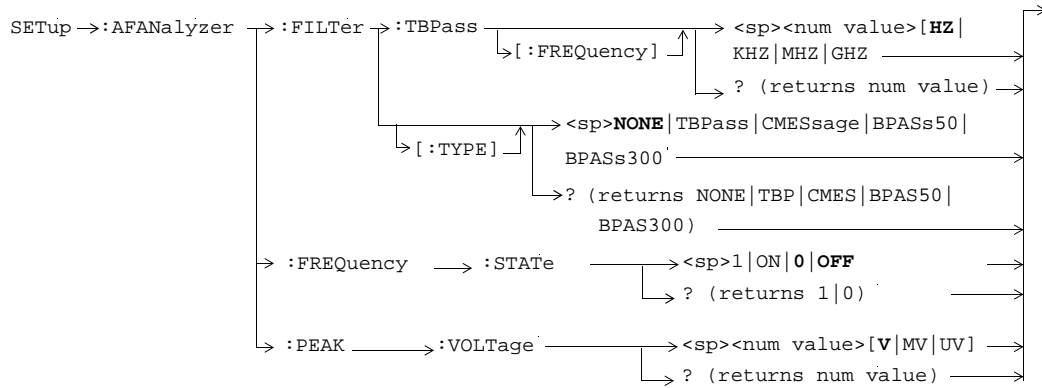 SETup :AFANalyzer :FILTer :TBPass <sp><num value>[HZ|
[:FREQuency] KHZ|MHZ|GHZ
? (returns num value)
<sp>NONE|TBPass|CMESsage|BPASs50|
[:TYPE] BPASs300
? (returns NONE|TBP|CMES|BPAS50|
BPAS300)
:FREQuency :STATe <sp>1|ON|0|OFF
? (returns 1|0)
:PEAK :VOLTage <sp><num value>[V|MV|UV]
? (returns num value)